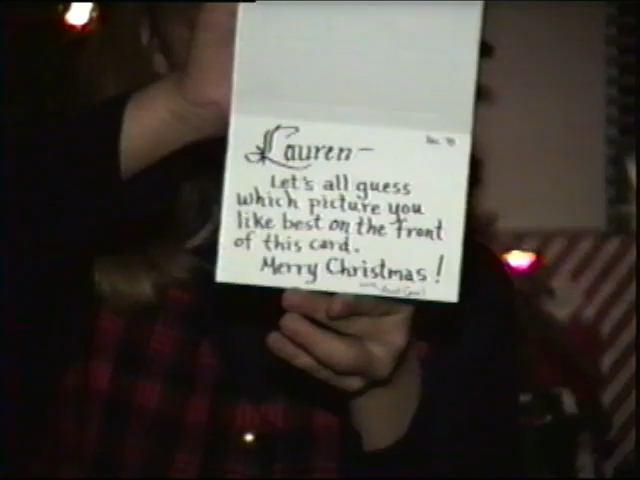 Lauren—
Let's all guess
which picture you
like best on the front
of this card.
Merry Christmas!